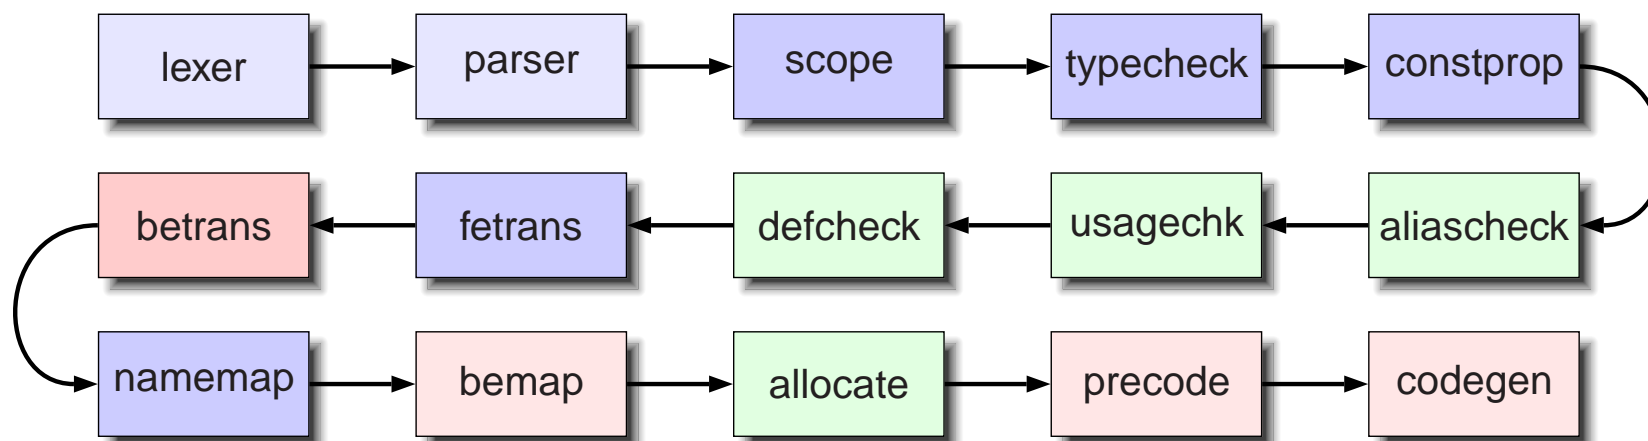 lexer
parser
scope
typecheck
constprop
betrans
fetrans
defcheck
usagechk
aliascheck
namemap
bemap
allocate
precode
codegen